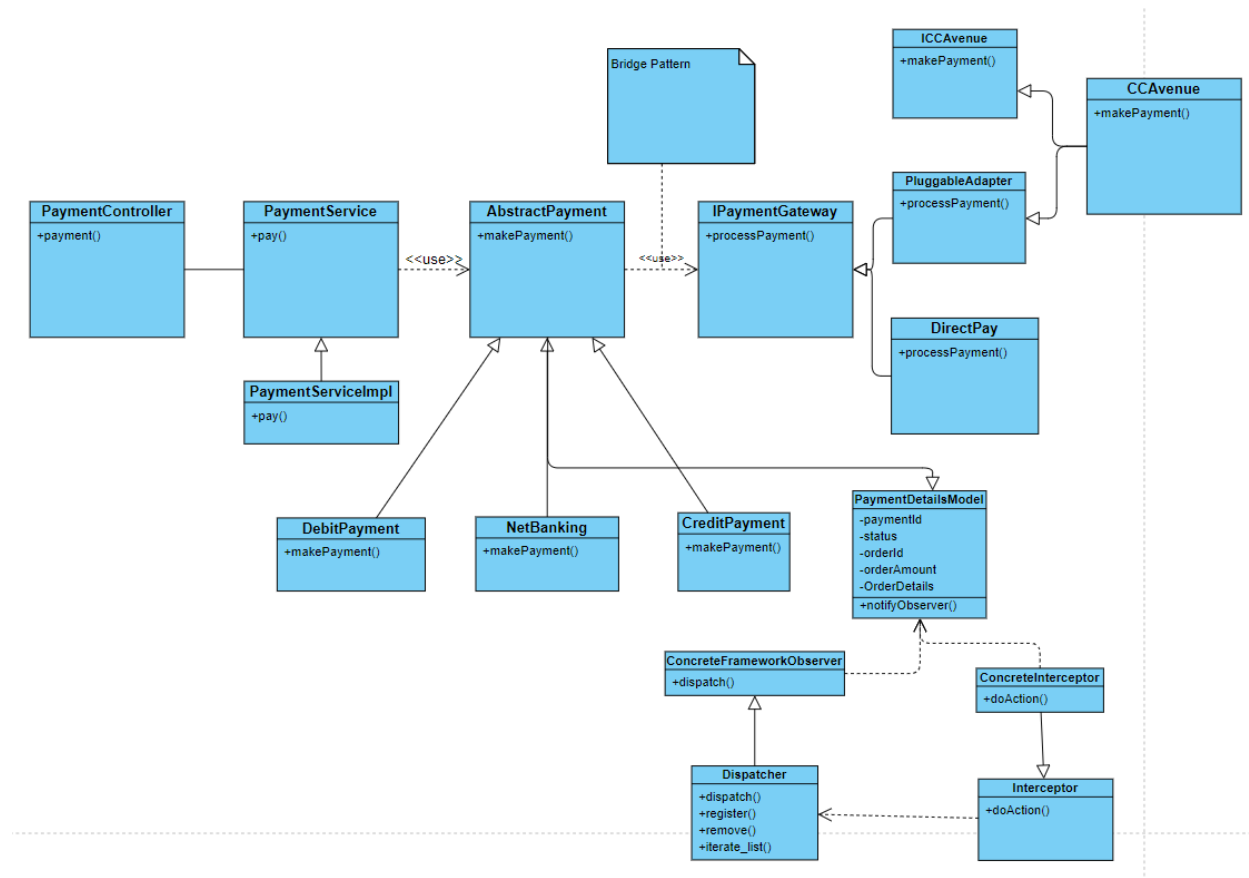 ICCAvenue
+makePayment()
CCAvenue
+makePayment()
Bridge Pattern
PluggableAdapter
+processPayment()
PaymentController
+payment()
PaymentService
+pay()
<<use>>
AbstractPayment
+makePayment()
<<use>>
IPaymentGateway
+processPayment()
DirectPay
+processPayment()
PaymentServiceImpl
+pay()
DebitPayment
+makePayment()
NetBanking
+makePayment()
CreditPayment
+makePayment()
PaymentDetailsModel
-paymentId
-status
-orderId
-orderAmount
-OrderDetails
+notifyObserver()
ConcreteFrameworkObserver
+dispatch()
ConcreteInterceptor
+doAction()
Dispatcher
+dispatch()
+register()
+remove()
+iterate_list()
Interceptor
+doAction()